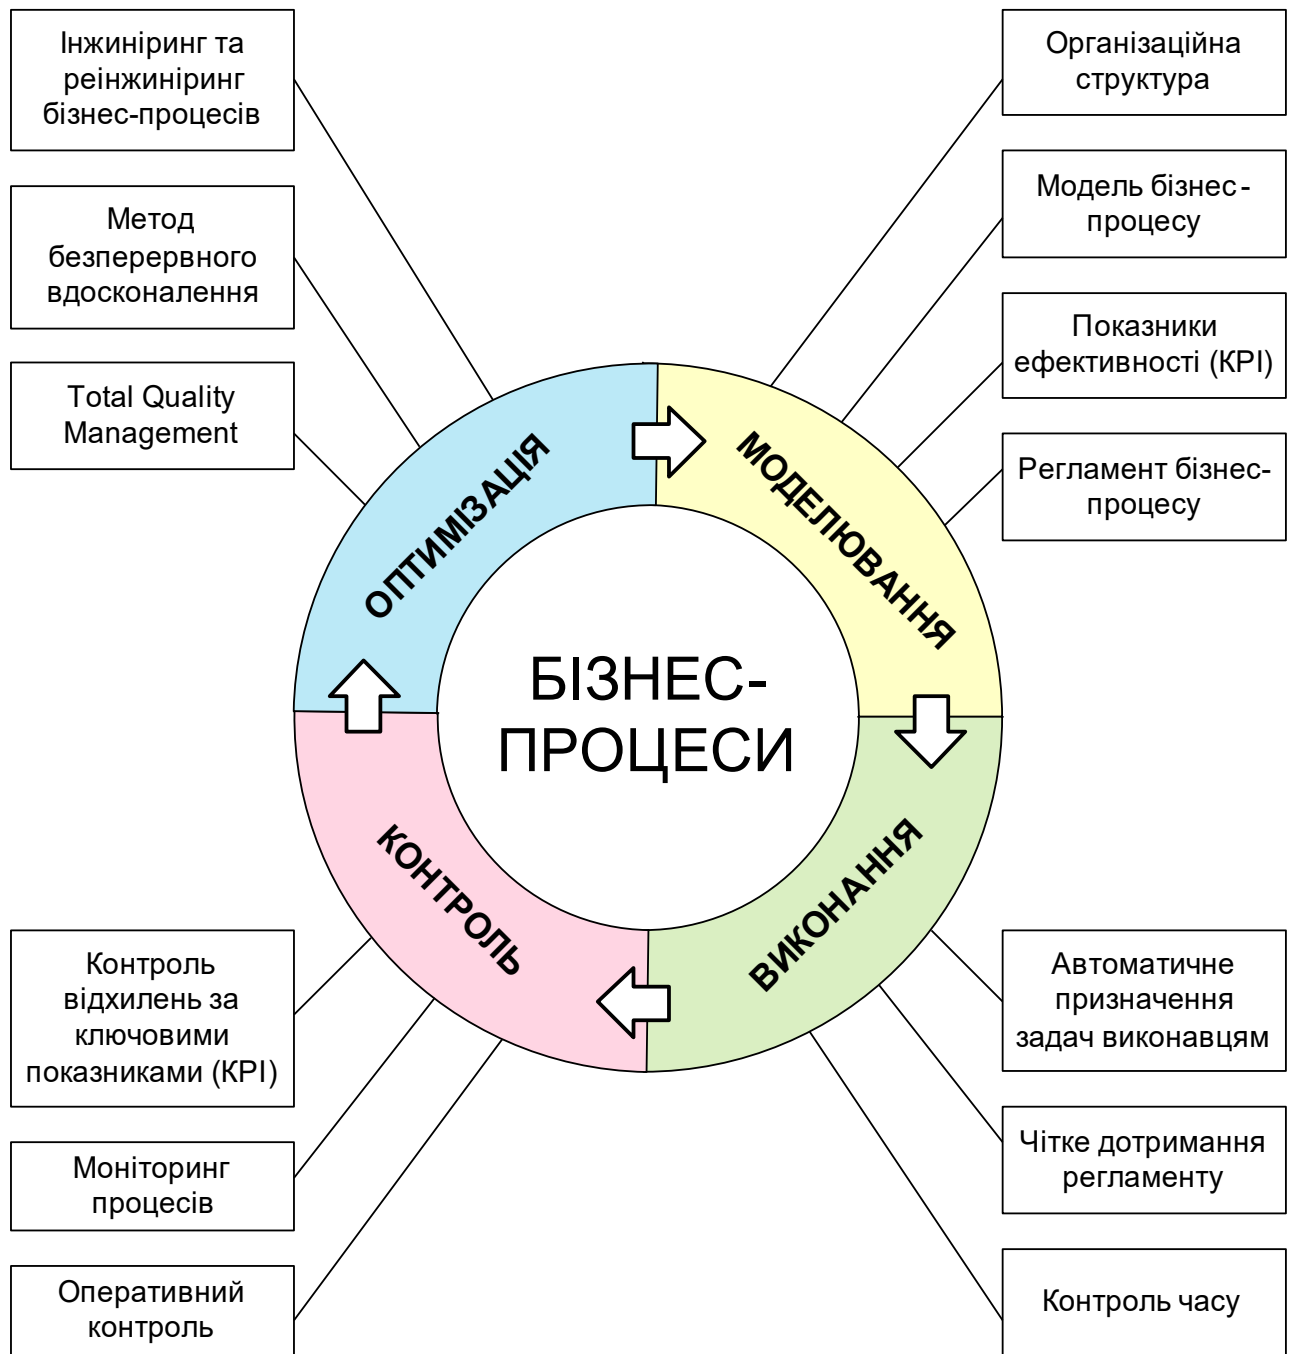 Інжиніринг та
реінжиніринг
бізнес-процесів
Метод
безперервного
вдосконалення
Total Quality
Management
Організаційна
структура
Модель бізнес-
процесу
Показники
ефективності (КРІ)
Регламент бізнес-
процесу
ОПТИМІЗАЦІЯ
МОДЕЛЮВАННЯ
БІЗНЕС-
ПРОЦЕСИ
КОНТРОЛЬ
ВИКОНАННЯ
Контроль
відхилень за
ключовими
показниками (КРІ)
Моніторинг
процесів
Оперативний
контроль
Автоматичне
призначення
задач виконавцям
Чітке дотримання
регламенту
Контроль часу